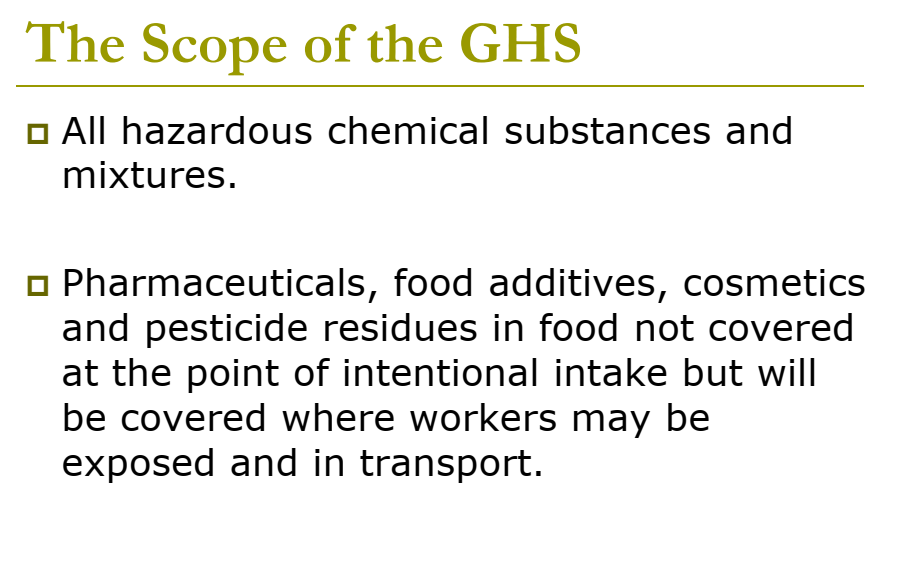 The Scope of the GHS
All hazardous chemical substances and
mixtures.
Pharmaceuticals, food additives, cosmetics
and pesticide residues in food not covered
at the point of intentional intake but will
be covered where workers may be
exposed and in transport.